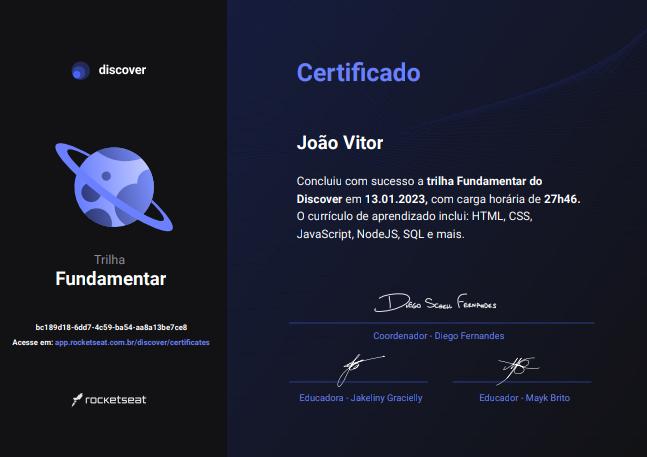 discover
Trilha
Fundamentar
bc189d18-6dd7-4c59-ba54-aa8a13be7ce8
Acesse em: app.rocketseat.com.br/discover/certificates
rocketseat
Certificado
João Vitor
Concluiu com sucesso a trilha Fundamentar do
Discover em 13.01.2023, com carga horária de 27h46.
O currículo de aprendizado inclui: HTML, CSS,
JavaScript, NodeJS, SQL e mais.
Diego Schell Fernandes
Coordenador - Diego Fernandes
Educadora - Jakeliny Gracielly
Educador - Mayk Brito